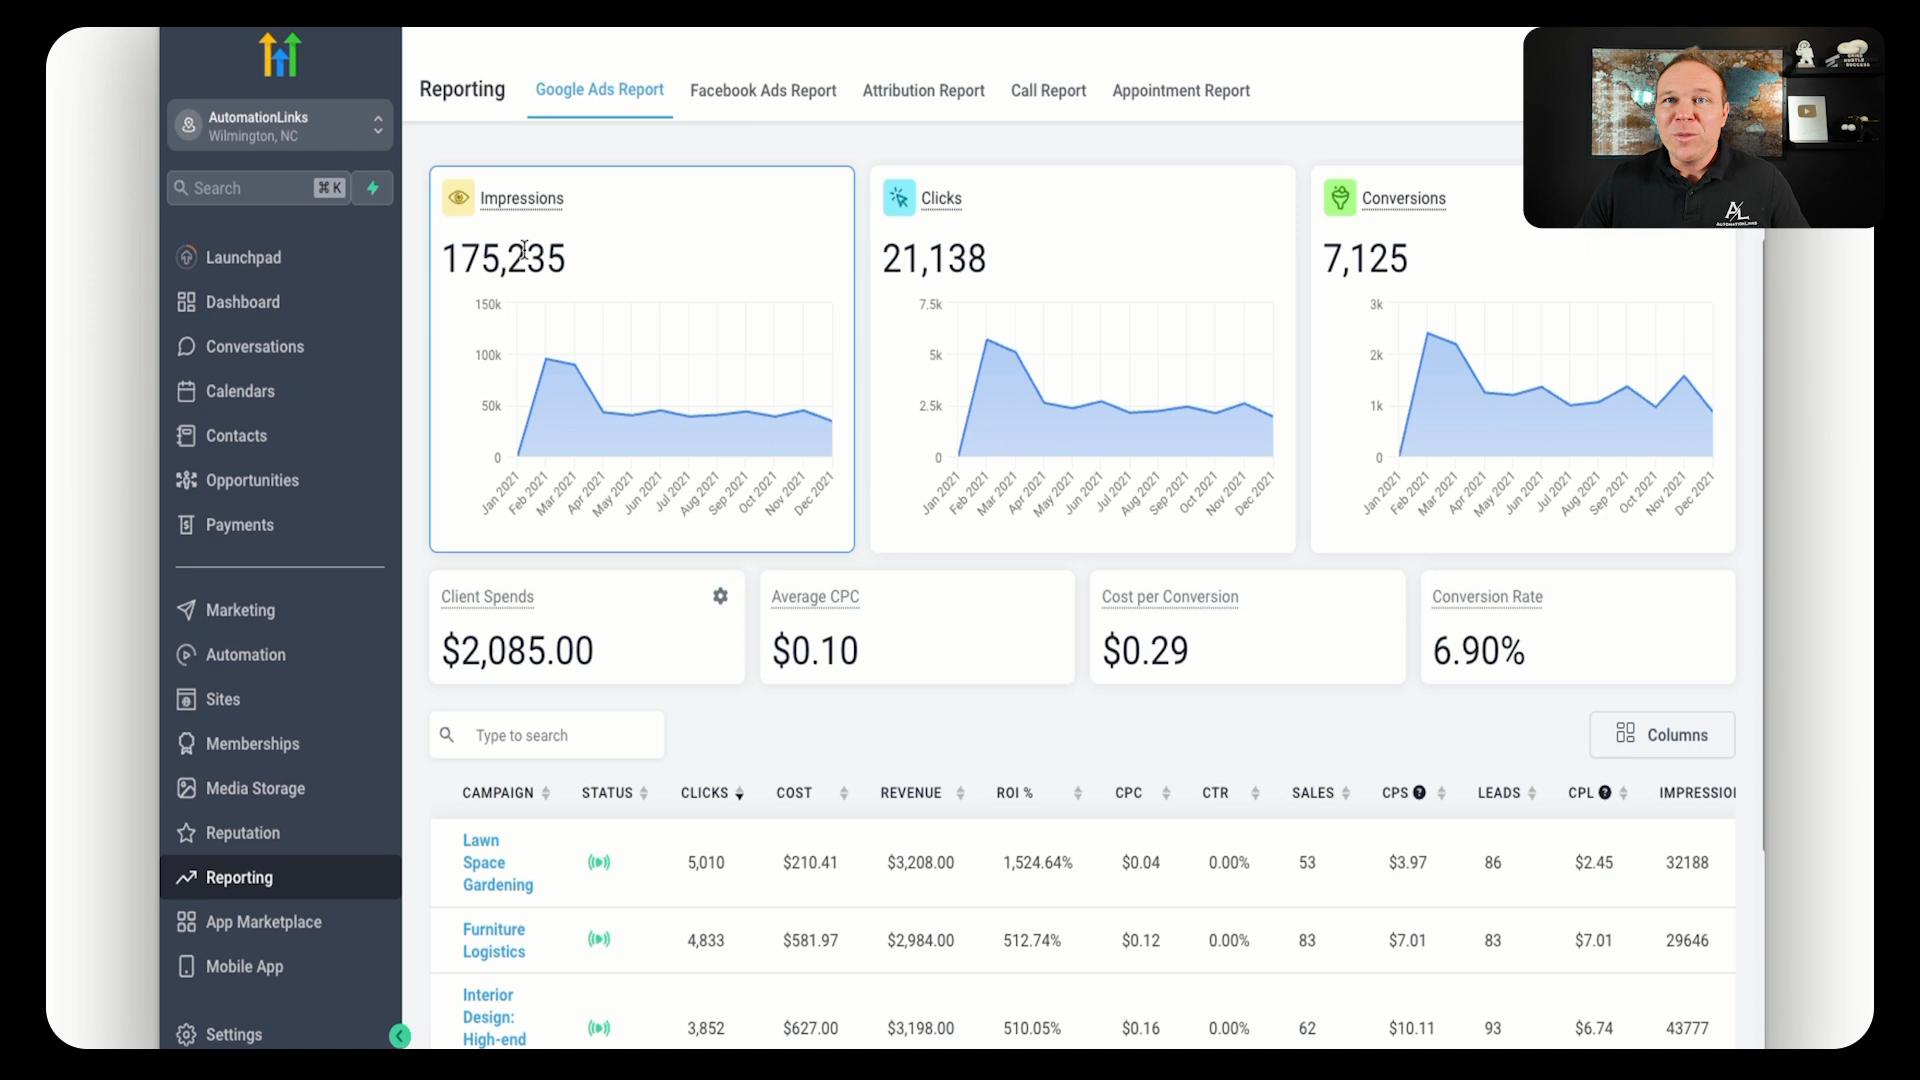 AutomationLinks
Wilmington, NC
Search ⌘ K
Launchpad
Dashboard
Conversations
Calendars
Contacts
Opportunities
Payments
Marketing
Automation
Sites
Memberships
Media Storage
Reputation
Reporting
App Marketplace
Mobile App
Settings
Reporting Google Ads Report Facebook Ads Report Attribution Report Call Report Appointment Report
Impressions
175,235
150k
100k
50k
0
Jan 2021 Feb 2021 Mar 2021 Apr 2021 May 2021 Jun 2021 Jul 2021 Aug 2021 Sep 2021 Oct 2021 Nov 2021 Dec 2021
Clicks
21,138
7.5k
5k
2.5k
0
Jan 2021 Feb 2021 Mar 2021 Apr 2021 May 2021 Jun 2021 Jul 2021 Aug 2021 Sep 2021 Oct 2021 Nov 2021 Dec 2021
Conversions
7,125
3k
2k
1k
0
Jan 2021 Feb 2021 Mar 2021 Apr 2021 May 2021 Jun 2021 Jul 2021 Aug 2021 Sep 2021 Oct 2021 Nov 2021 Dec 2021
Client Spends
$2,085.00
Average CPC
$0.10
Cost per Conversion
$0.29
Conversion Rate
6.90%
Type to search
Columns
CAMPAIGN STATUS CLICKS COST REVENUE ROI % CPC CTR SALES CPS LEADS CPL IMPRESSIO
Lawn
Space
Gardening
5,010 $210.41 $3,208.00 1,524.64% $0.04 0.00% 53 $3.97 86 $2.45 32188
Furniture
Logistics
4,833 $581.97 $2,984.00 512.74% $0.12 0.00% 83 $7.01 83 $7.01 29646
Interior
Design:
High-end
3,852 $627.00 $3,198.00 510.05% $0.16 0.00% 62 $10.11 93 $6.74 43777
AL
AUTOMATIONLINKS